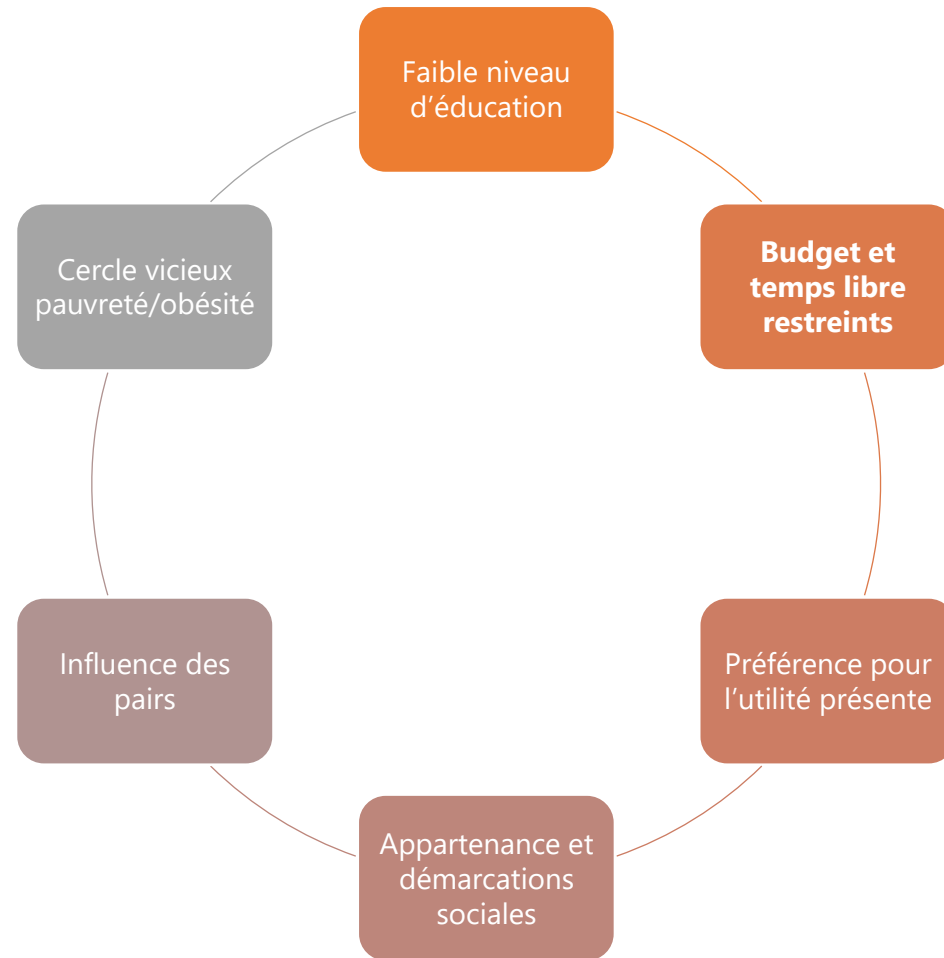 Faible niveau
d’éducation
Budget et
temps libre
restreints
Préférence pour
l’utilité présente
Appartenance et
démarcations
sociales
Influence des
pairs
Cercle vicieux
pauvreté/obésité